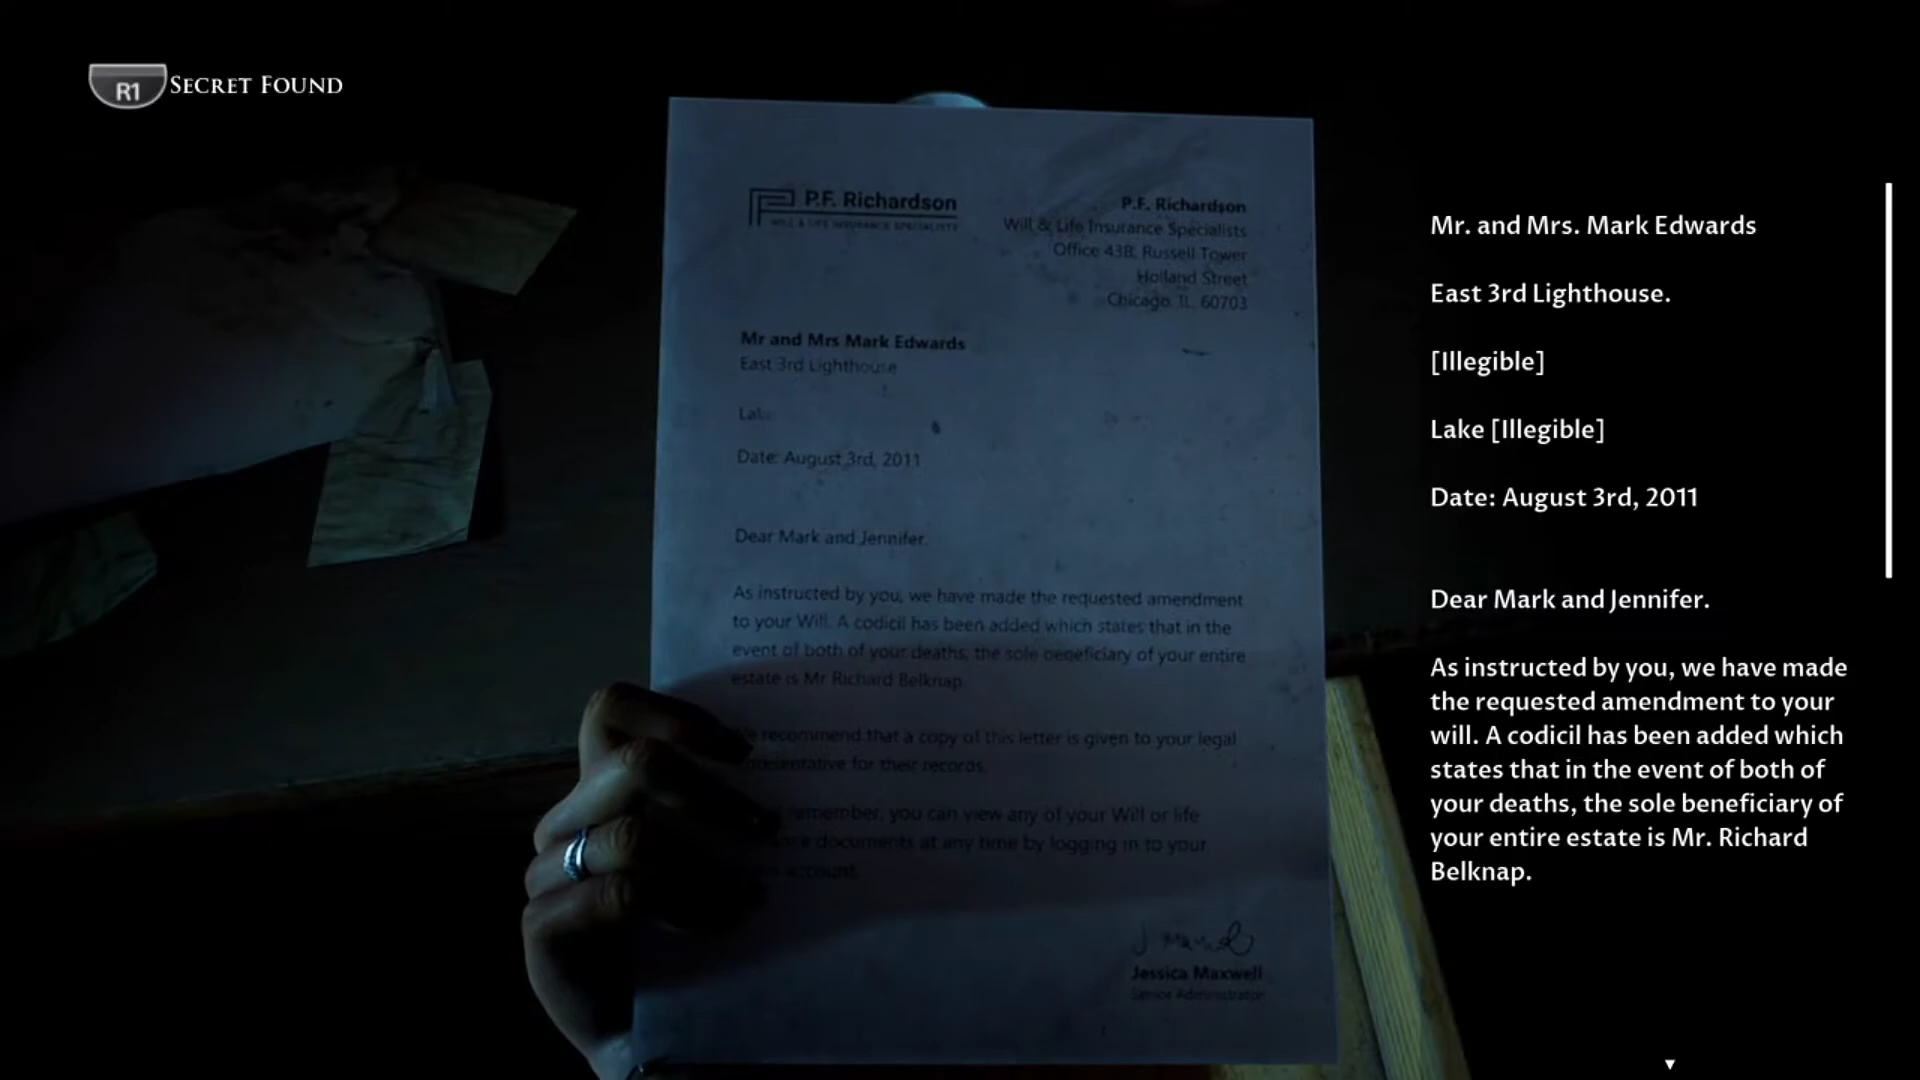 R1 SECRET FOUND
P.F. Richardson
WILL & LIFE INSURANCE SPECIALISTS
P.F. Richardson
Will & Life Insurance Specialists
Office 43B, Russell Tower
Holland Street
Chicago, IL, 60703
Mr and Mrs Mark Edwards
East 3rd Lighthouse
Lake
Date: August 3rd, 2011
Dear Mark and Jennifer.
As instructed by you, we have made the requested amendment
to your Will. A codicil has been added which states that in the
event of both of your deaths, the sole beneficiary of your entire
estate is Mr Richard Belknap.
recommend that a copy of this letter is given to your legal
for their records.
remember, you can view any of your Will or life
documents at any time by logging in to your
account.
Jessica Maxwell
Senior Administrator
Mr. and Mrs. Mark Edwards
East 3rd Lighthouse.
[Illegible]
Lake [Illegible]
Date: August 3rd, 2011
Dear Mark and Jennifer.
As instructed by you, we have made
the requested amendment to your
will. A codicil has been added which
states that in the event of both of
your deaths, the sole beneficiary of
your entire estate is Mr. Richard
Belknap.